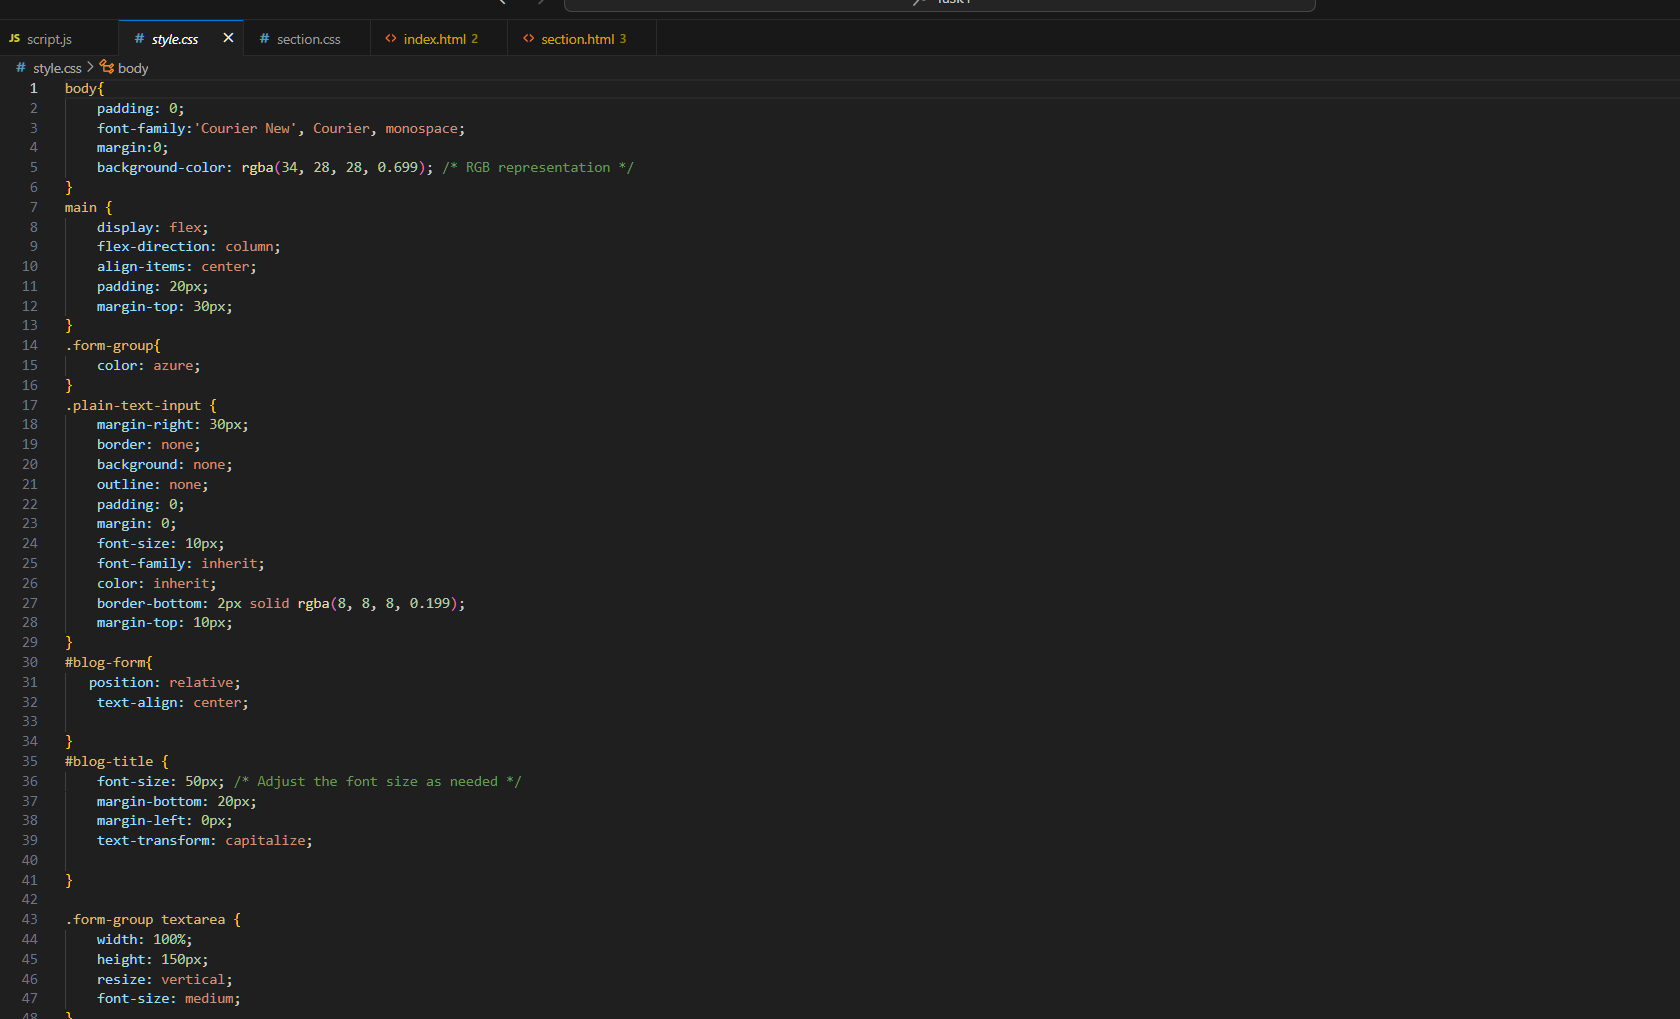 JS script.js # style.css × # section.css <> index.html 2 <> section.html 3
# style.css > body
1 body{
2 padding: 0;
3 font-family:'Courier New', Courier, monospace;
4 margin:0;
5 background-color: rgba(34, 28, 28, 0.699); /* RGB representation */
6 }
7 main {
8 display: flex;
9 flex-direction: column;
10 align-items: center;
11 padding: 20px;
12 margin-top: 30px;
13 }
14 .form-group{
15 color: azure;
16 }
17 .plain-text-input {
18 margin-right: 30px;
19 border: none;
20 background: none;
21 outline: none;
22 padding: 0;
23 margin: 0;
24 font-size: 10px;
25 font-family: inherit;
26 color: inherit;
27 border-bottom: 2px solid rgba(8, 8, 8, 0.199);
28 margin-top: 10px;
29 }
30 #blog-form{
31 position: relative;
32 text-align: center;
33
34 }
35 #blog-title {
36 font-size: 50px; /* Adjust the font size as needed */
37 margin-bottom: 20px;
38 margin-left: 0px;
39 text-transform: capitalize;
40
41 }
42
43 .form-group textarea {
44 width: 100%;
45 height: 150px;
46 resize: vertical;
47 font-size: medium;
48 }